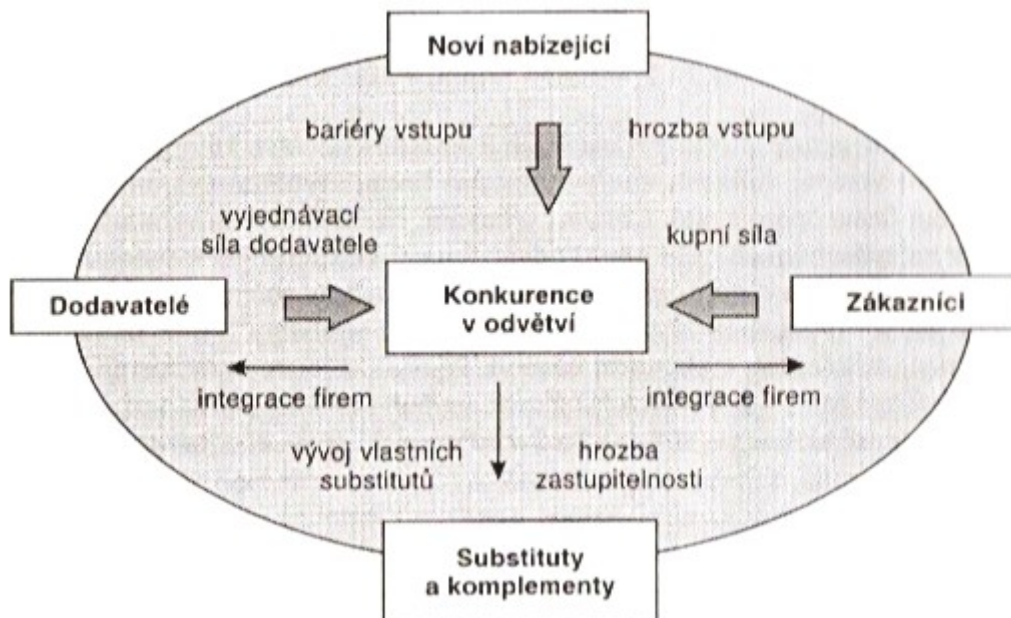 Noví nabízející
bariéry vstupu
hrozba vstupu
vyjednávací
síla dodavatele
kupní síla
Dodavatelé
Konkurence
v odvětví
Zákazníci
integrace firem
integrace firem
vývoj vlastních
substitutů
hrozba
zastupitelnosti
Substituty
a komplementy